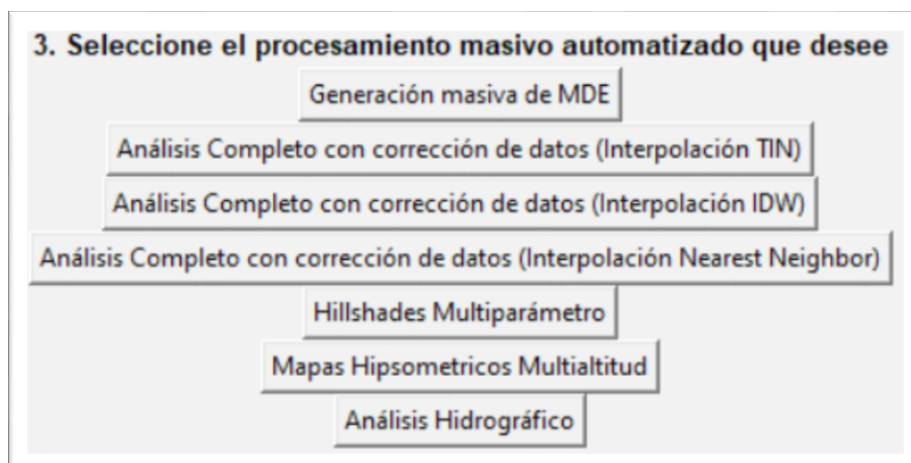 3. Seleccione el procesamiento masivo automatizado que desee
Generación masiva de MDE
Análisis Completo con corrección de datos (Interpolación TIN)
Análisis Completo con corrección de datos (Interpolación IDW)
Análisis Completo con corrección de datos (Interpolación Nearest Neighbor)
Hillshades Multiparámetro
Mapas Hipsometricos Multialtitud
Análisis Hidrográfico